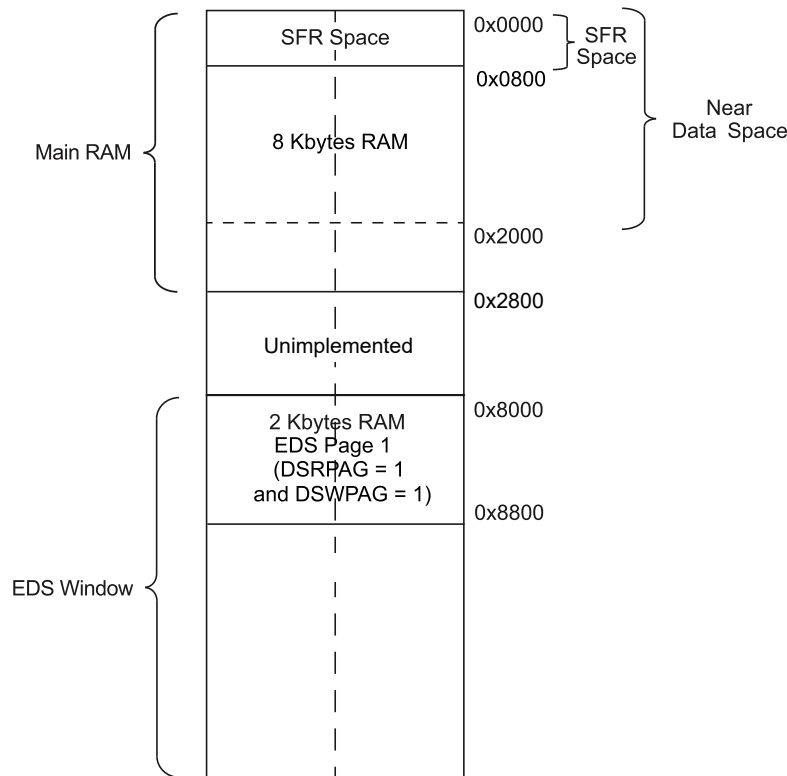 SFR Space
0x0000
SFR
Space
0x0800
Near
Data Space
Main RAM
8 Kbytes RAM
0x2000
0x2800
Unimplemented
0x8000
2 Kbytes RAM
EDS Page 1
(DSRPAG = 1
and DSWPAG = 1)
0x8800
EDS Window